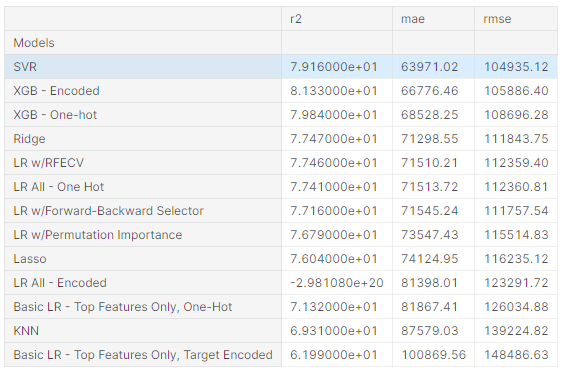 r2 mae rmse
Models
SVR 7.916000e+01 63971.02 104935.12
XGB - Encoded 8.133000e+01 66776.46 105886.40
XGB - One-hot 7.984000e+01 68528.25 108696.28
Ridge 7.747000e+01 71298.55 111843.75
LR w/RFECV 7.746000e+01 71510.21 112359.40
LR All - One Hot 7.741000e+01 71513.72 112360.81
LR w/Forward-Backward Selector 7.716000e+01 71545.24 111757.54
LR w/Permutation Importance 7.679000e+01 73547.43 115514.83
Lasso 7.604000e+01 74124.95 116235.12
LR All - Encoded -2.981080e+20 81398.01 123291.72
Basic LR - Top Features Only, One-Hot 7.132000e+01 81867.41 126034.88
KNN 6.931000e+01 87579.03 139224.82
Basic LR - Top Features Only, Target Encoded 6.199000e+01 100869.56 148486.63